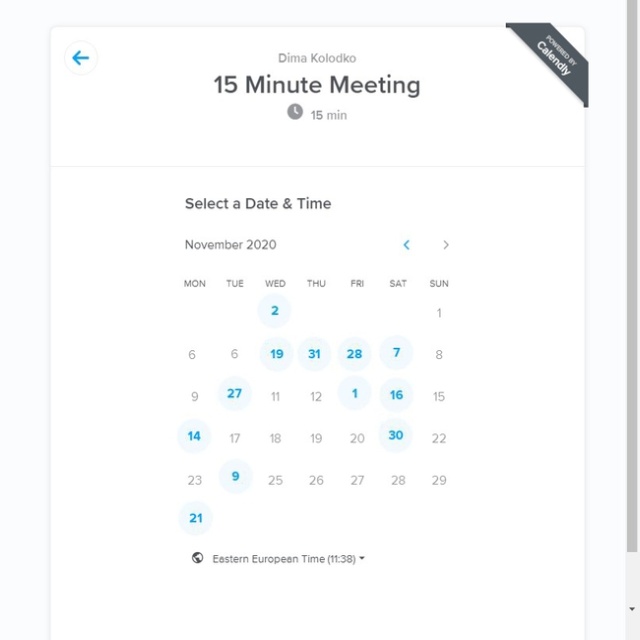 POWERED BY
Calendly
Dima Kolodko
15 Minute Meeting
15 min
Select a Date & Time
November 2020
MON TUE WED THU FRI SAT SUN
2 1
6 6 19 31 28 7 8
9 27 11 12 1 16 15
14 17 18 19 20 30 22
23 9 25 26 27 28 29
21
Eastern European Time (11:38)